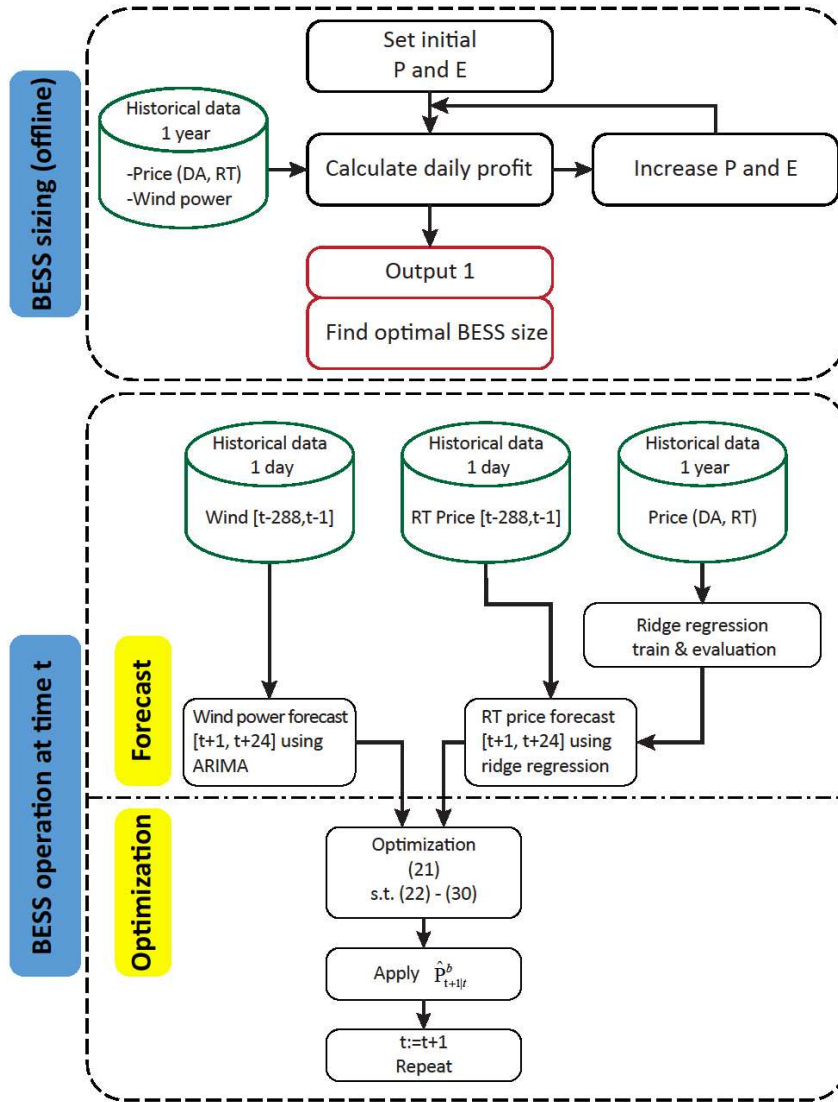 BESS sizing (offline)
Set initial
P and E
Historical data
1 year
-Price (DA, RT)
-Wind power
Calculate daily profit
Increase P and E
Output 1
Find optimal BESS size
BESS operation at time t
Forecast
Historical data
1 day
Wind [t-288,t-1]
Historical data
1 day
RT Price [t-288,t-1]
Historical data
1 year
Price (DA, RT)
Ridge regression
train & evaluation
Wind power forecast
[t+1, t+24] using
ARIMA
RT price forecast
[t+1, t+24] using
ridge regression
Optimization
Optimization
(21)
s.t. (22) - (30)
Apply P̂ᵇₜ₊₁|ₜ
t:=t+1
Repeat